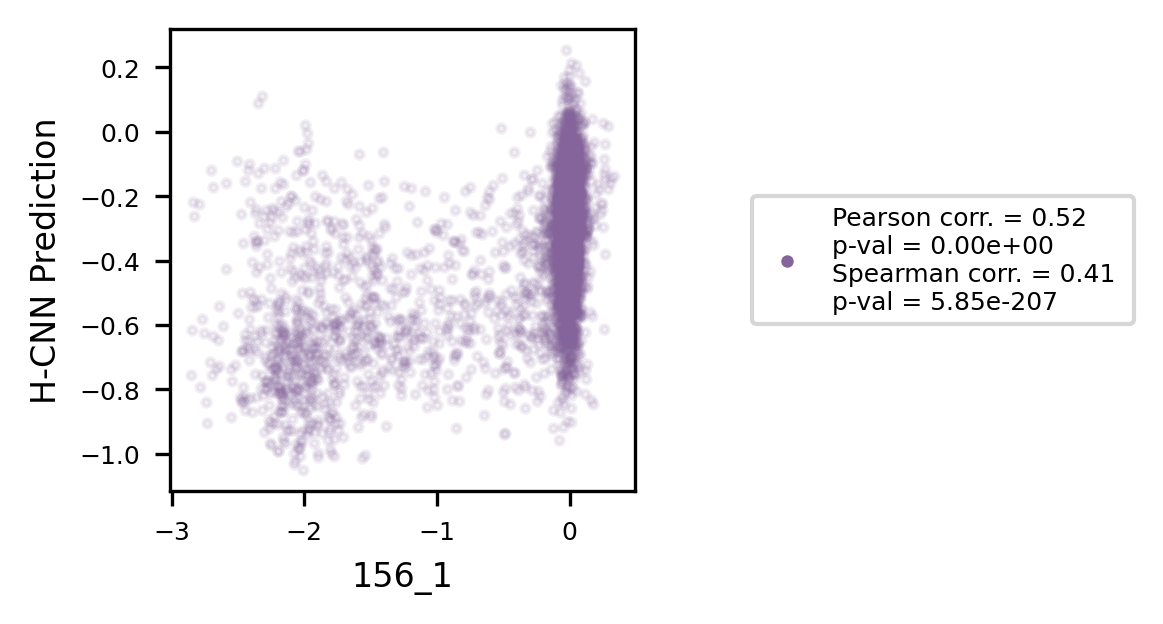 0.2
0.0
−0.2
−0.4
−0.6
−0.8
−1.0
H-CNN Prediction
−3
−2
−1
0
156_1
Pearson corr. = 0.52
p-val = 0.00e+00
Spearman corr. = 0.41
p-val = 5.85e-207